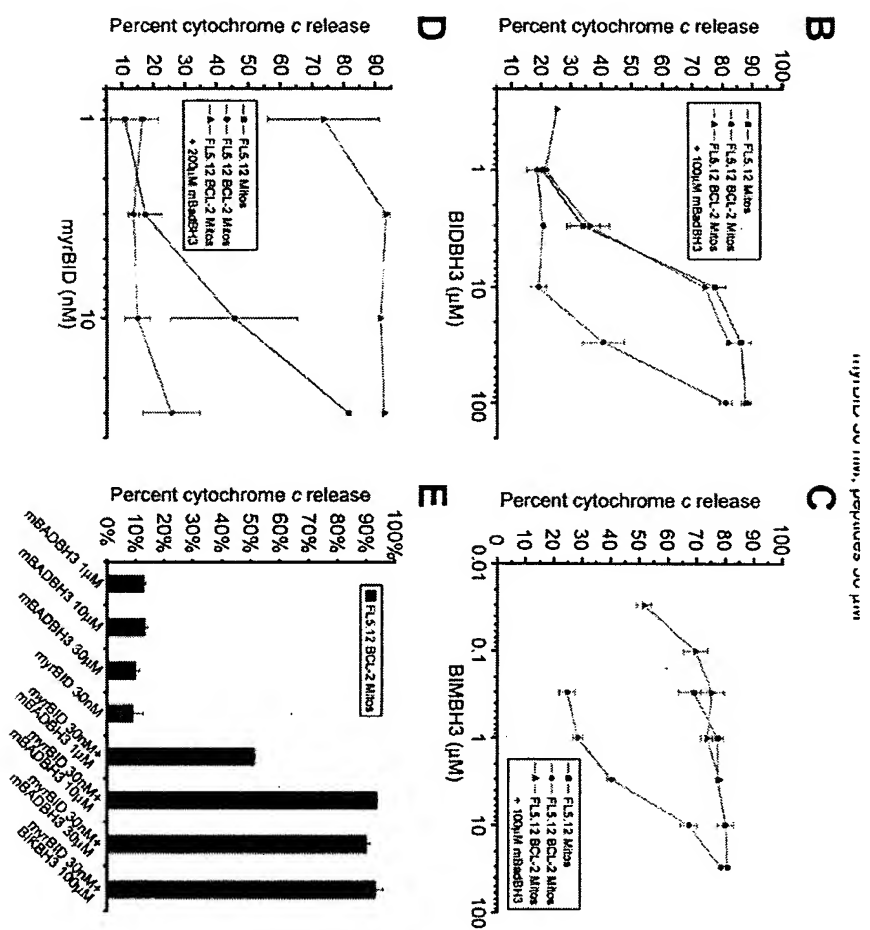 B
Percent cytochrome c release
100
80
60
40
20
10
1
10
100
BIDBH3 (µM)
FL5.12 Mitos
FL5.12 BCL-2 Mitos
FL5.12 BCL-2 Mitos
+ 100µM mBadBH3
C
Percent cytochrome c release
100
80
70
60
40
20
10
0
0.01
0.1
1
10
100
BIMBH3 (µM)
FL5.12 Mitos
FL5.12 BCL-2 Mitos
FL5.12 BCL-2 Mitos
+ 100µM mBadBH3
D
Percent cytochrome c release
90
80
70
60
50
40
30
20
10
1
10
myrBID (nM)
FL5.12 Mitos
FL5.12 BCL-2 Mitos
FL5.12 BCL-2 Mitos
+ 200µM mBadBH3
E
Percent cytochrome c release
100%
90%
80%
70%
60%
50%
40%
30%
20%
10%
0%
FL5.12 BCL-2 Mitos
mBADBH3 1µM
mBADBH3 10µM
mBADBH3 30µM
myrBID 30nM
myrBID 30nM+
mBADBH3 1µM
myrBID 30nM+
mBADBH3 10µM
myrBID 30nM+
mBADBH3 30µM
myrBID 30nM+
BIKBH3 100µM